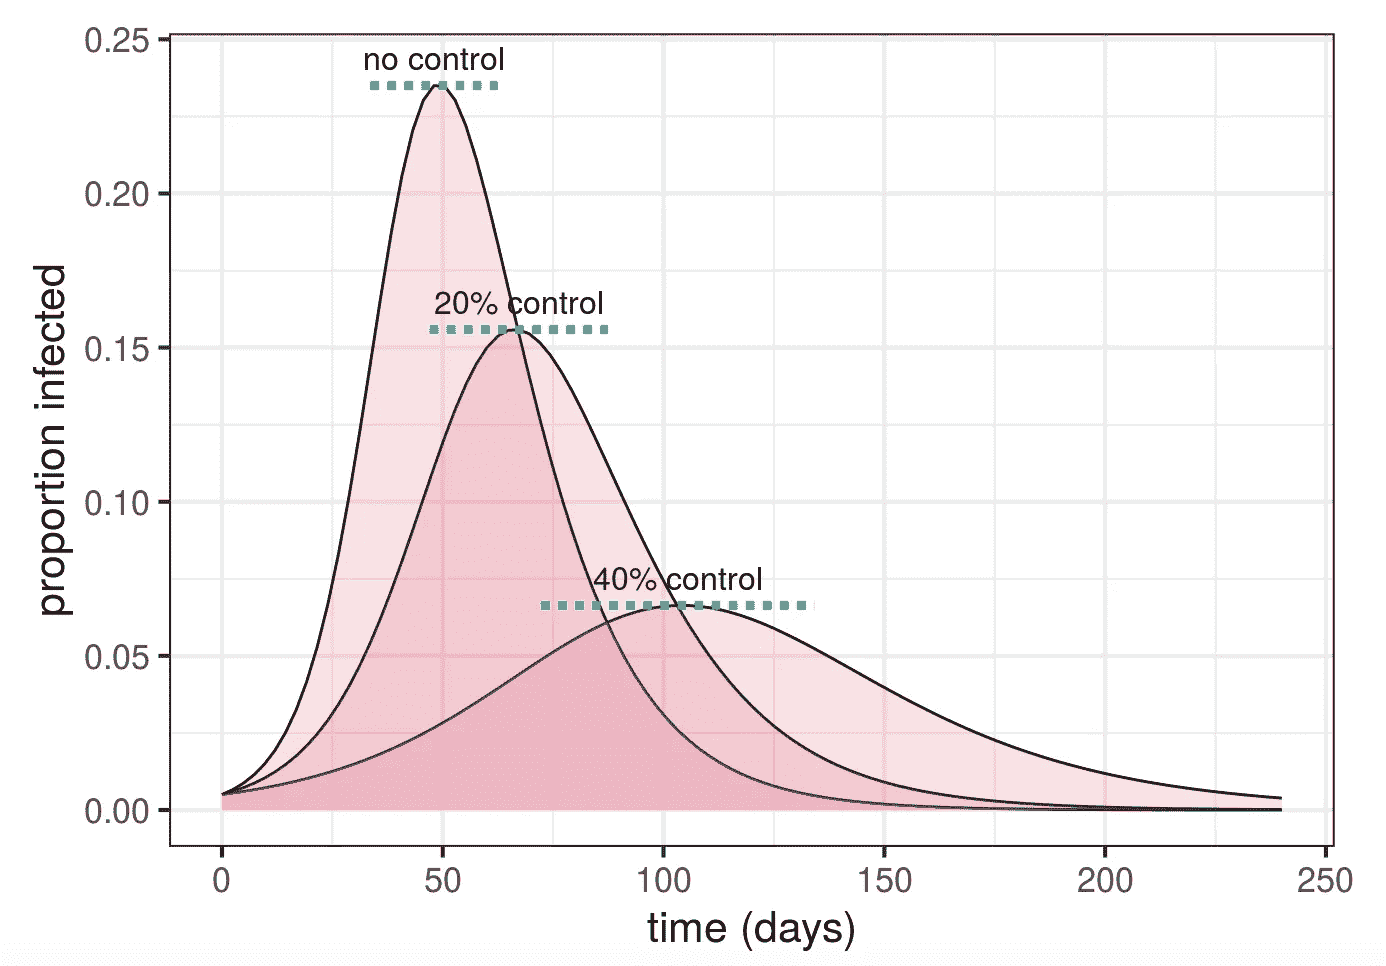 0.25
no control
0.20
20% control
0.15
0.10
40% control
0.05
0.00
proportion infected
0 50 100 150 200 250
time (days)